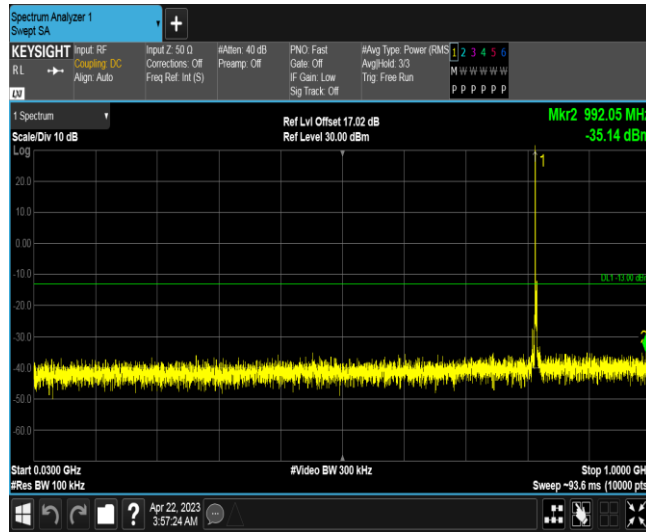 Spectrum Analyzer 1
Swept SA
KEYSIGHT
RL
LXI
Input: RF
Coupling: DC
Align: Auto
Input Z: 50 Ω
Corrections: Off
Freq Ref: Int (S)
#Atten: 40 dB
Preamp: Off
PNO: Fast
Gate: Off
IF Gain: Low
Sig Track: Off
#Avg Type: Power (RMS
Avg|Hold: 3/3
Trig: Free Run
1 2 3 4 5 6
M W W W W W
P P P P P P
1 Spectrum
Scale/Div 10 dB
Ref Lvl Offset 17.02 dB
Ref Level 30.00 dBm
Mkr2 992.05 MHz
-35.14 dBm
Log
1
20.0
10.0
0.00
-10.0
DL1 -13.00 dBm
-20.0
-30.0
2
-40.0
-50.0
-60.0
Start 0.0300 GHz
#Res BW 100 kHz
#Video BW 300 kHz
Stop 1.0000 GHz
Sweep ~93.6 ms (10000 pts
?
Apr 22, 2023
3:57:24 AM